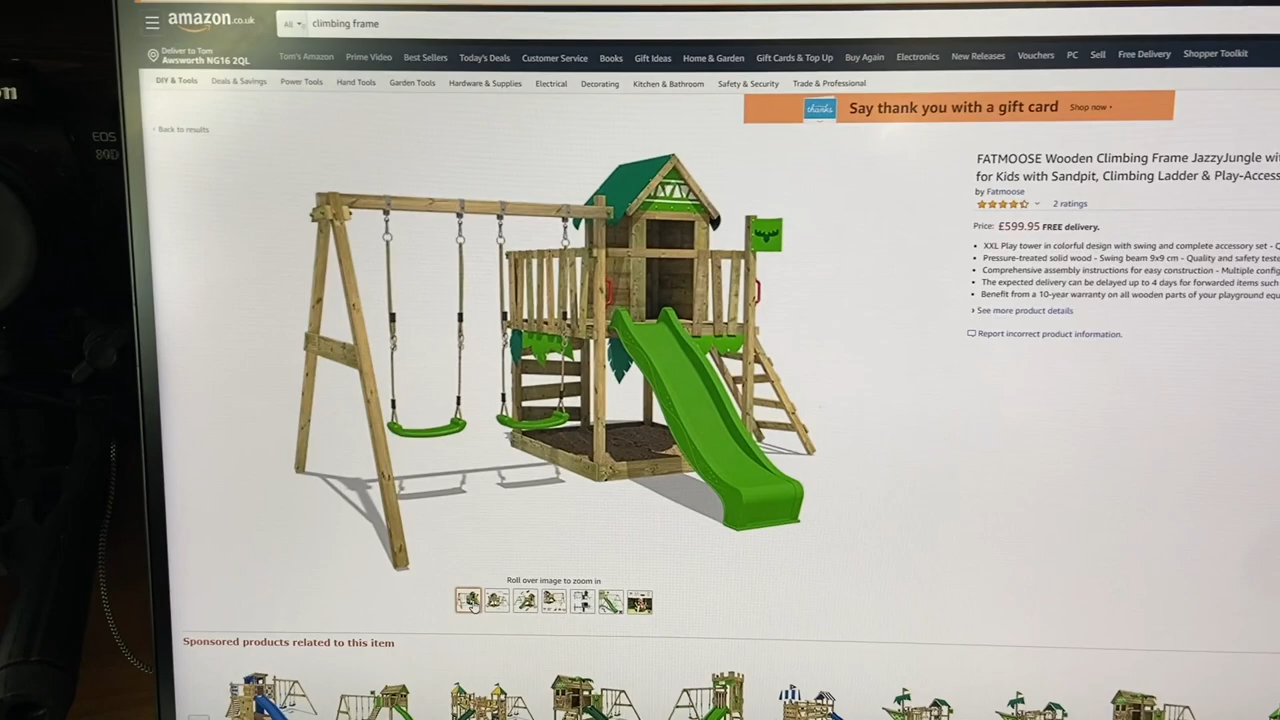 amazon.co.uk
All
climbing frame
Deliver to Tom
Awsworth NG16 2QL
Tom's Amazon Prime Video Best Sellers Today's Deals Customer Service Books Gift Ideas Home & Garden Gift Cards & Top Up Buy Again Electronics New Releases Vouchers PC Sell Free Delivery Shopper Toolkit
DIY & Tools Deals & Savings Power Tools Hand Tools Garden Tools Hardware & Supplies Electrical Decorating Kitchen & Bathroom Safety & Security Trade & Professional
thanks
Say thank you with a gift card Shop now
EOS
80D
‹ Back to results
FATMOOSE Wooden Climbing Frame JazzyJungle
for Kids with Sandpit, Climbing Ladder &
by Fatmoose
2 ratings
Price: £599.95 FREE delivery.
XXL Play tower in colorful design with swing and complete accessory set -
Pressure-treated solid wood - Swing beam 9x9 cm - Quality and safety
Comprehensive assembly instructions for easy construction - Multiple
The expected delivery can be delayed up to 4 days for forwarded items such
Benefit from a 10-year warranty on all wooden parts of your playground
› See more product details
Report incorrect product information.
Roll over image to zoom in
Sponsored products related to this item